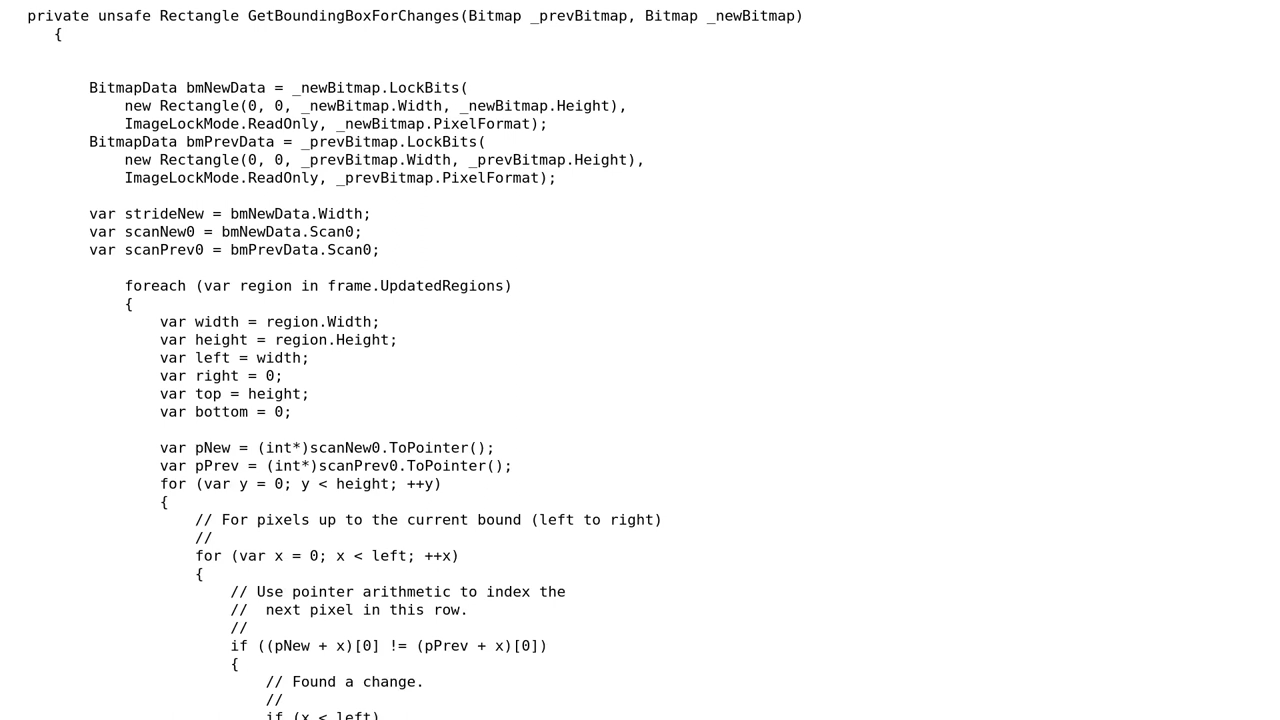 private unsafe Rectangle GetBoundingBoxForChanges(Bitmap _prevBitmap, Bitmap _newBitmap)
{
BitmapData bmNewData = _newBitmap.LockBits(
new Rectangle(0, 0, _newBitmap.Width, _newBitmap.Height),
ImageLockMode.ReadOnly, _newBitmap.PixelFormat);
BitmapData bmPrevData = _prevBitmap.LockBits(
new Rectangle(0, 0, _prevBitmap.Width, _prevBitmap.Height),
ImageLockMode.ReadOnly, _prevBitmap.PixelFormat);
var strideNew = bmNewData.Width;
var scanNew0 = bmNewData.Scan0;
var scanPrev0 = bmPrevData.Scan0;
foreach (var region in frame.UpdatedRegions)
{
var width = region.Width;
var height = region.Height;
var left = width;
var right = 0;
var top = height;
var bottom = 0;
var pNew = (int*)scanNew0.ToPointer();
var pPrev = (int*)scanPrev0.ToPointer();
for (var y = 0; y < height; ++y)
{
// For pixels up to the current bound (left to right)
//
for (var x = 0; x < left; ++x)
{
// Use pointer arithmetic to index the
//  next pixel in this row.
//
if ((pNew + x)[0] != (pPrev + x)[0])
{
// Found a change.
//
if (x < left)